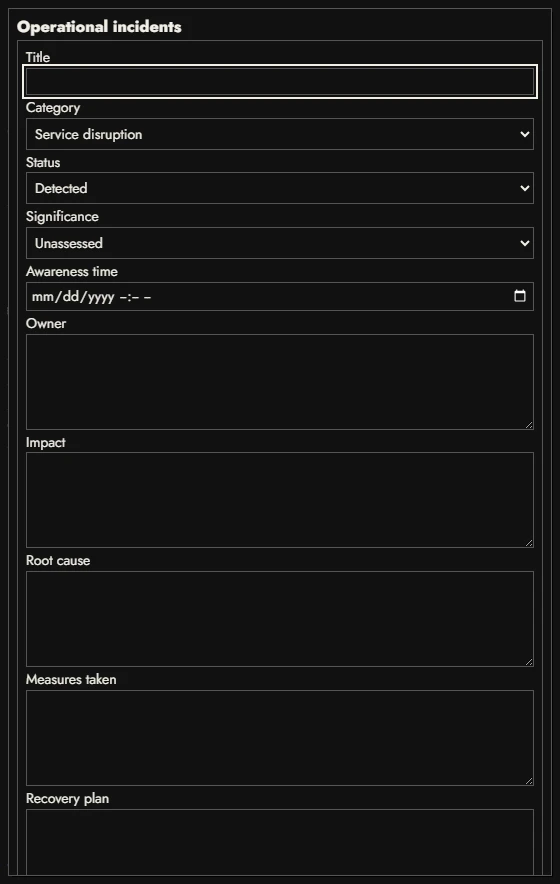 Operational incidents
Title
Category
Service disruption
Status
Detected
Significance
Unassessed
Awareness time
mm/dd/yyyy –:– –
Owner
Impact
Root cause
Measures taken
Recovery plan